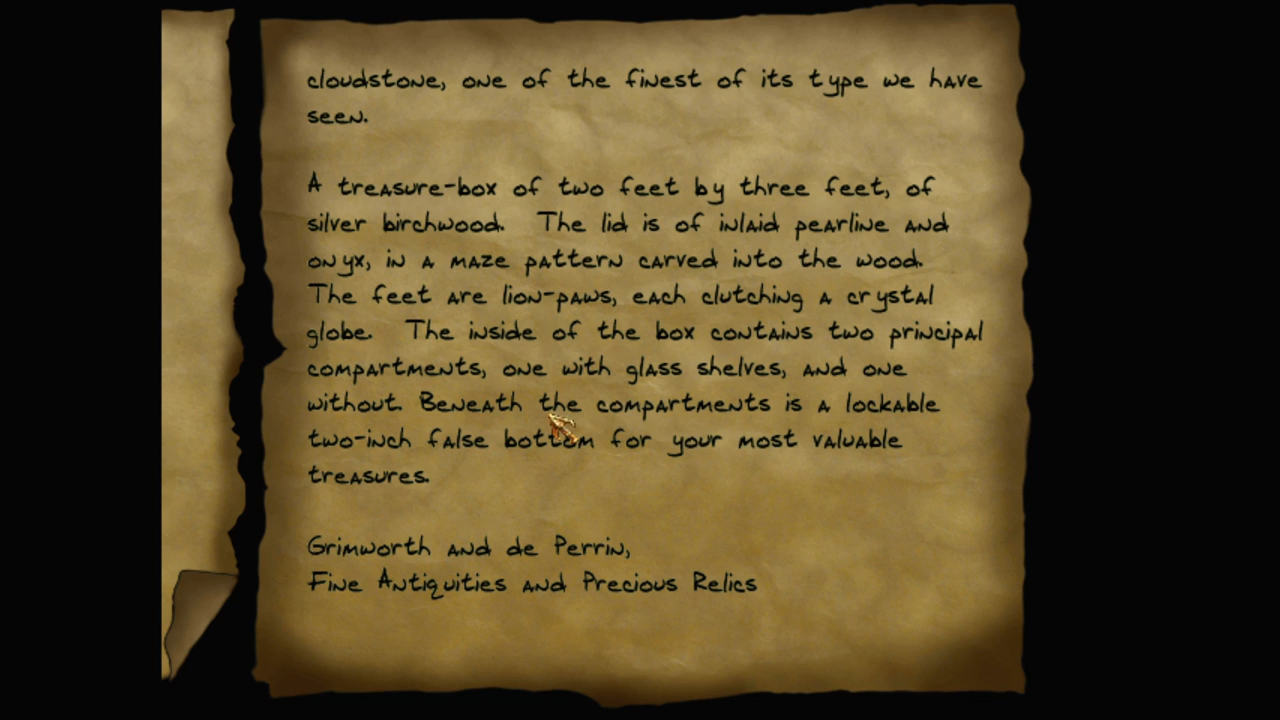 cloudstone, one of the finest of its type we have
seen.
A treasure-box of two feet by three feet, of
silver birchwood. The lid is of inlaid pearline and
onyx, in a maze pattern carved into the wood.
The feet are lion-paws, each clutching a crystal
globe. The inside of the box contains two principal
compartments, one with glass shelves, and one
without. Beneath the compartments is a lockable
two-inch false bottom for your most valuable
treasures.
Grimworth and de Perrin,
Fine Antiquities and Precious Relics